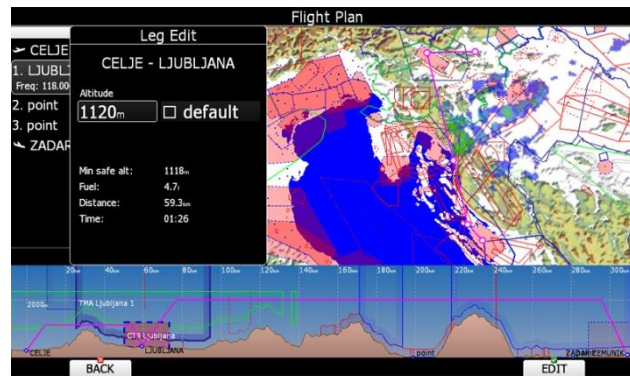 Flight Plan
Leg Edit
CELJE
CELJE - LJUBLJANA
1. LJUBL
Freq: 118.00
Altitude
1120m
default
2. point
3. point
ZADAR
Min safe alt: 1118m
Fuel: 4.7l
Distance: 59.3km
Time: 01:26
20km 40km 60km 80km 100km 120km 140km 160km 180km 200km 220km 240km 260km 280km 300km
2000m
TMA Ljubljana 1
CTR Ljubljana
CELJE
LJUBLJANA
point
BACK
EDIT